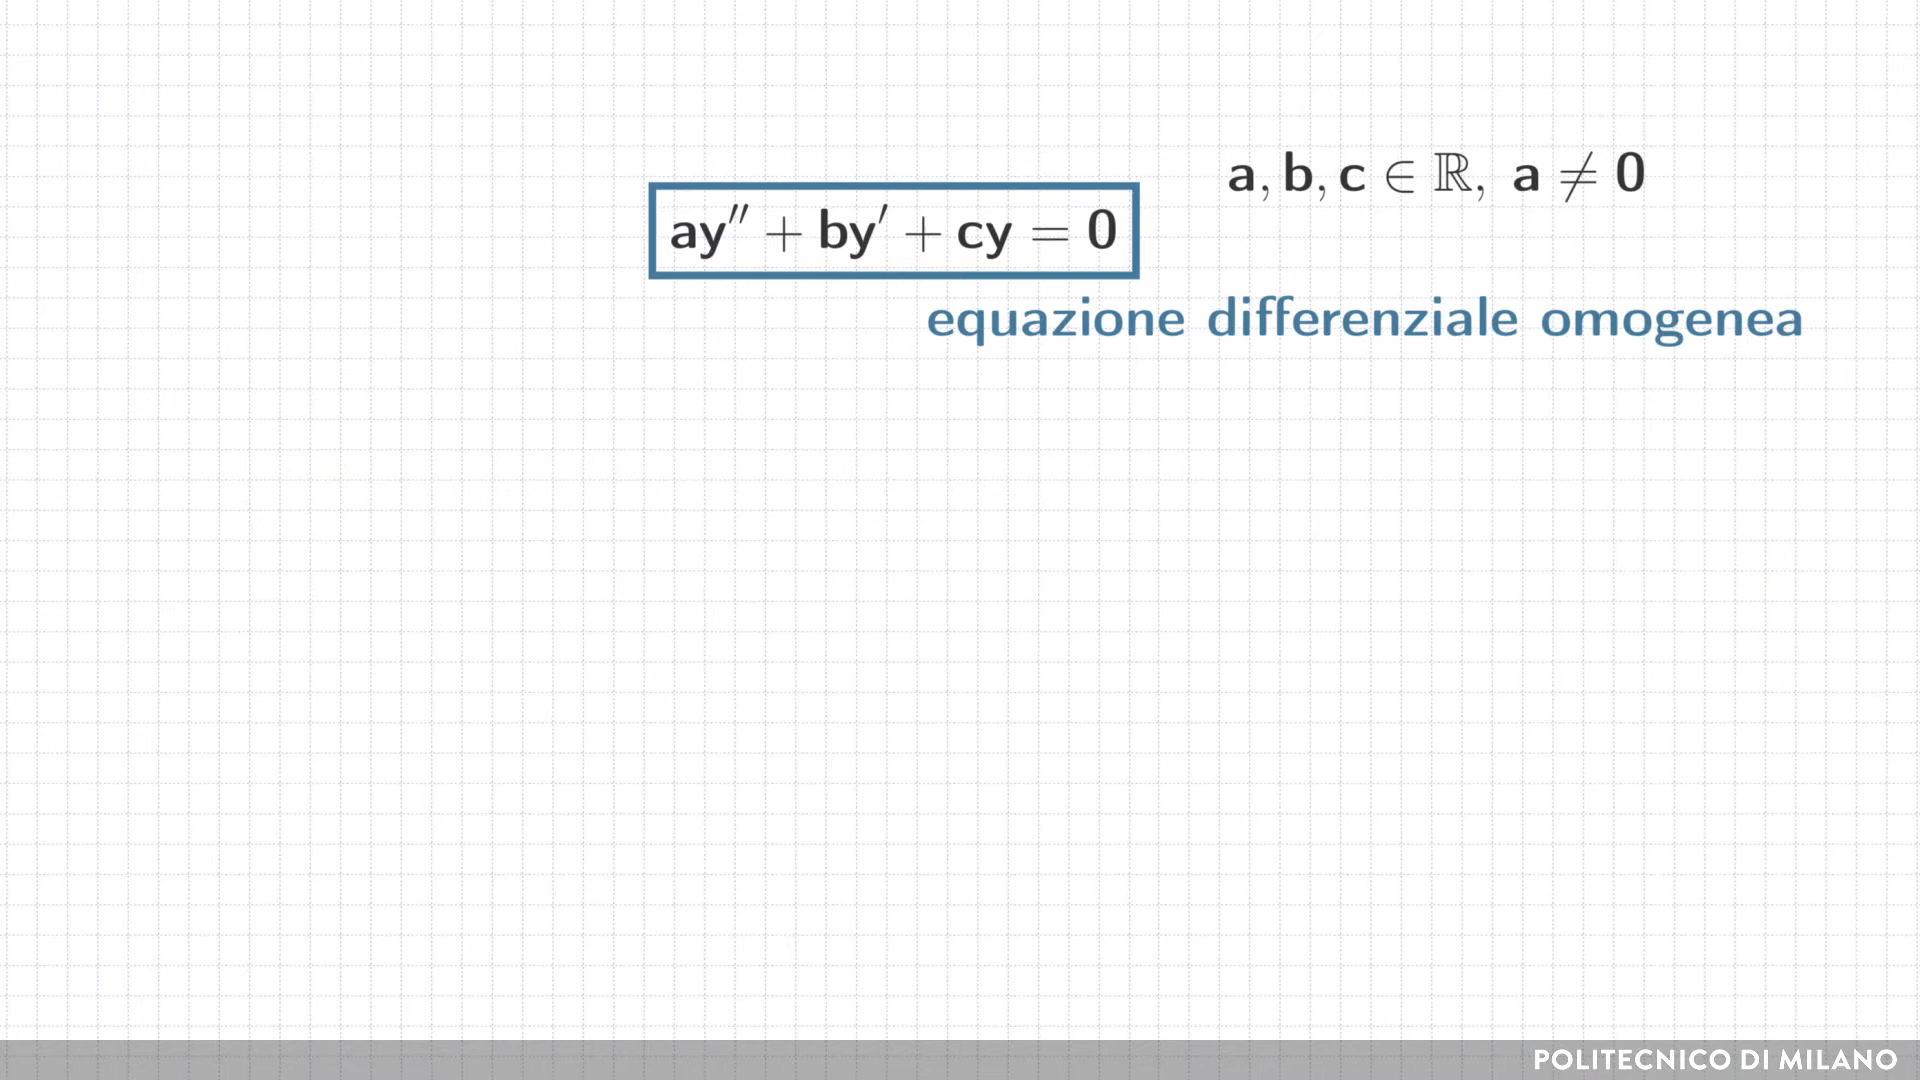 a, b, c ∈ ℝ, a ≠ 0
ay″ + by′ + cy = 0
equazione differenziale omogenea
POLITECNICO DI MILANO